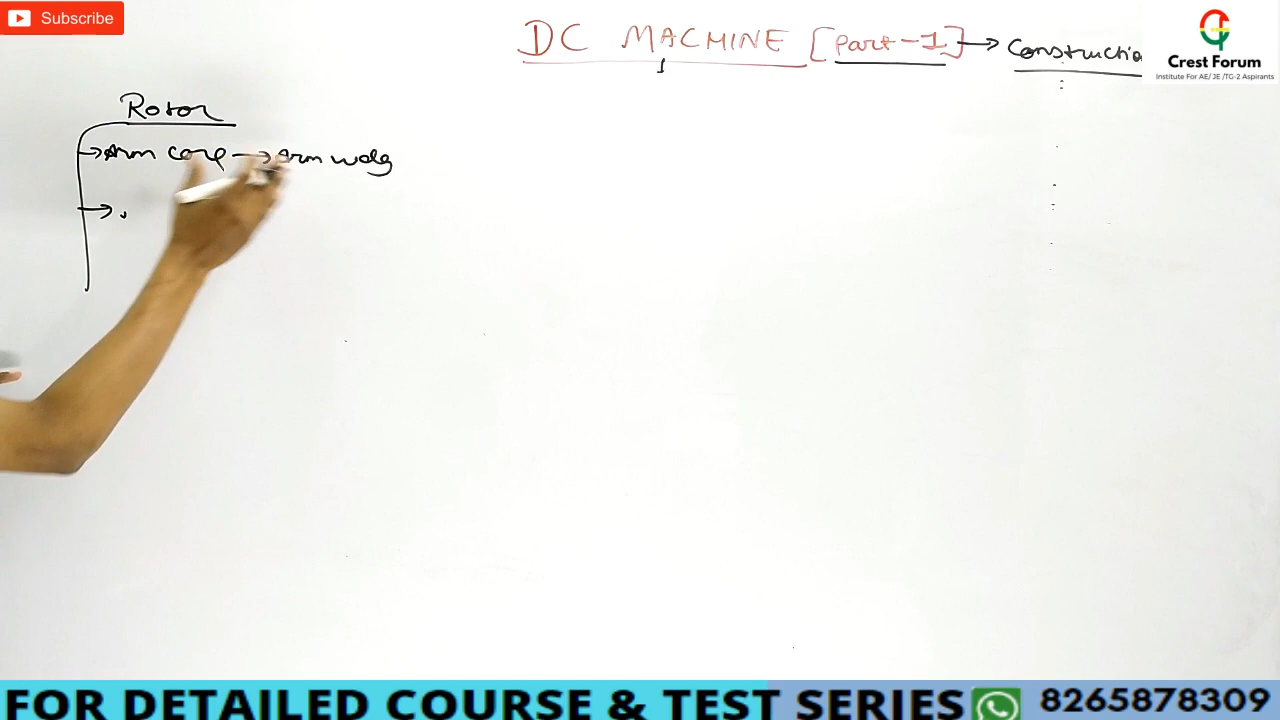 Subscribe
DC MACHINE [Part-1] → Constructio
Crest Forum
Institute For AE/ JE /TG-2 Aspirants
Rotor
→ Arm core → Arm wdg
→
FOR DETAILED COURSE & TEST SERIES 8265878309